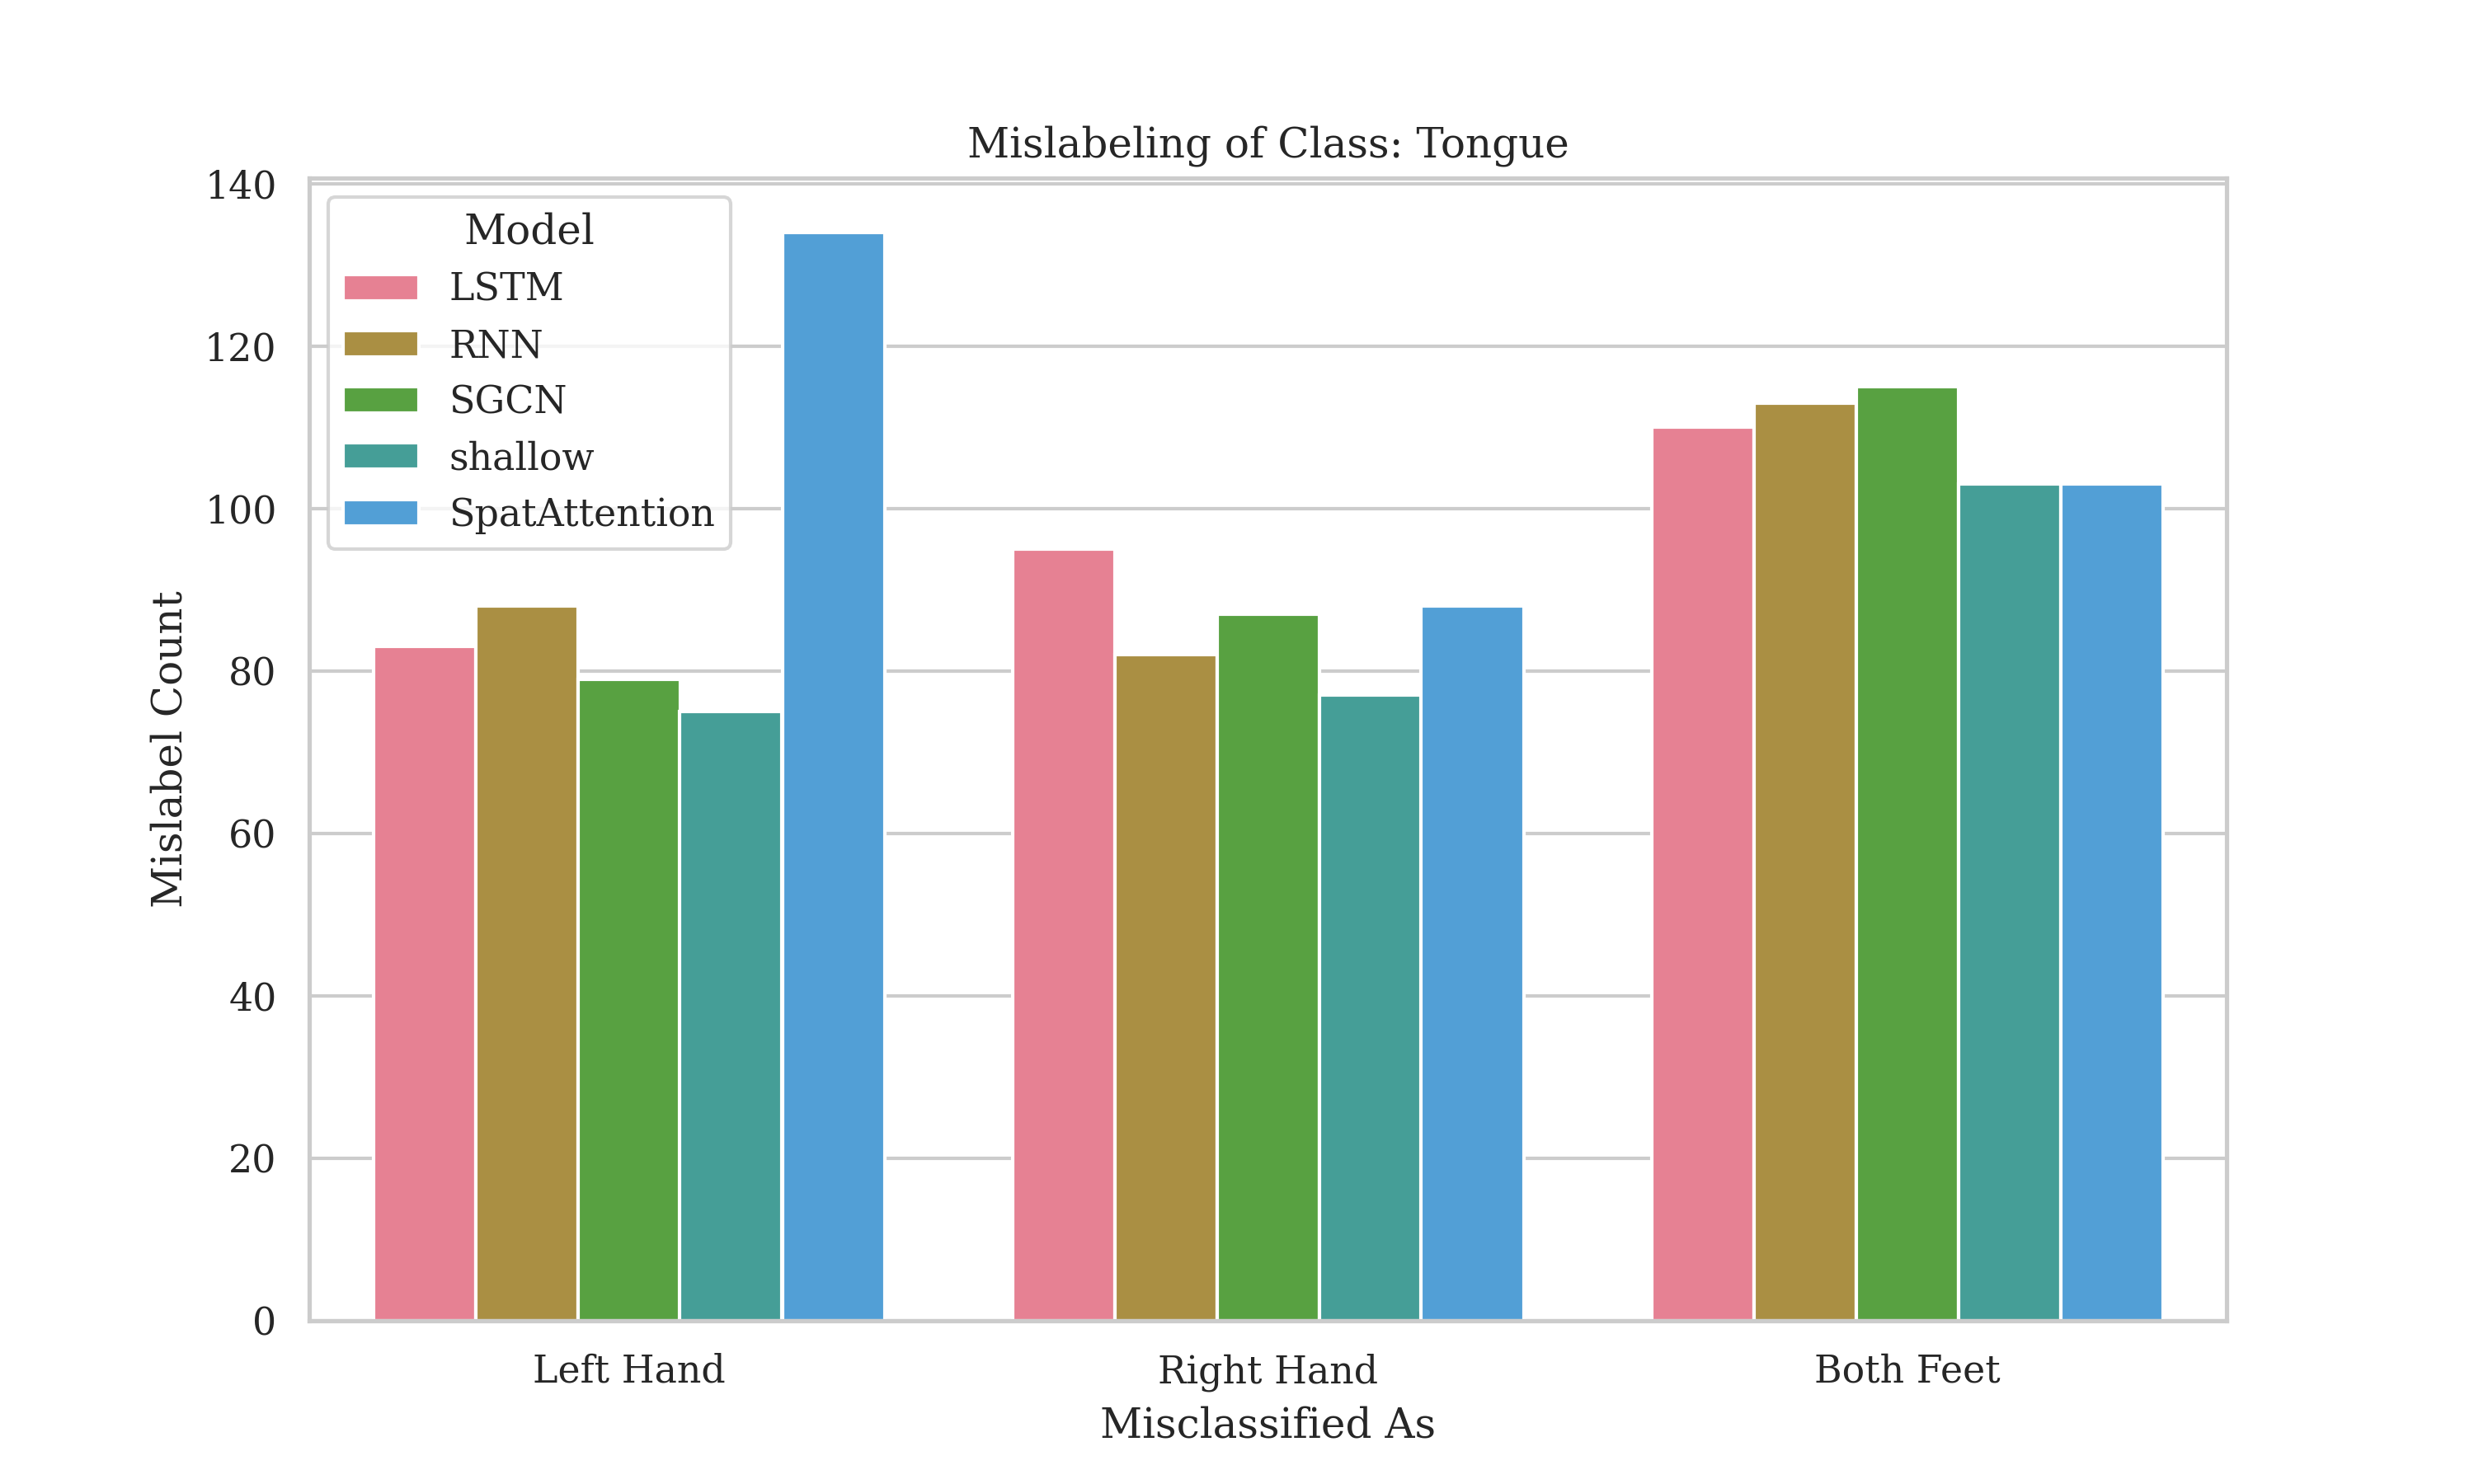 Mislabeling of Class: Tongue
Mislabel Count
140
120
100
80
60
40
20
0
Model
LSTM
RNN
SGCN
shallow
SpatAttention
Left Hand
Right Hand
Both Feet
Misclassified As